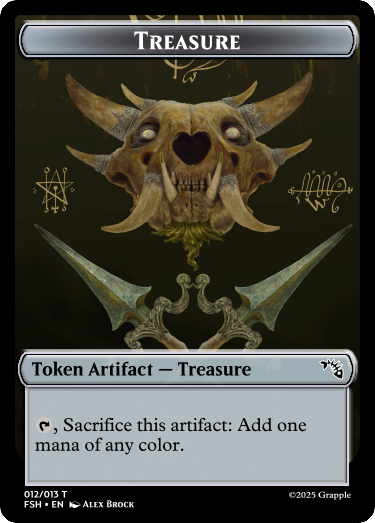 Treasure
Token Artifact — Treasure
, Sacrifice this artifact: Add one
mana of any color.
012/013 T
FSH • EN Alex Brock
©2025 Grapple